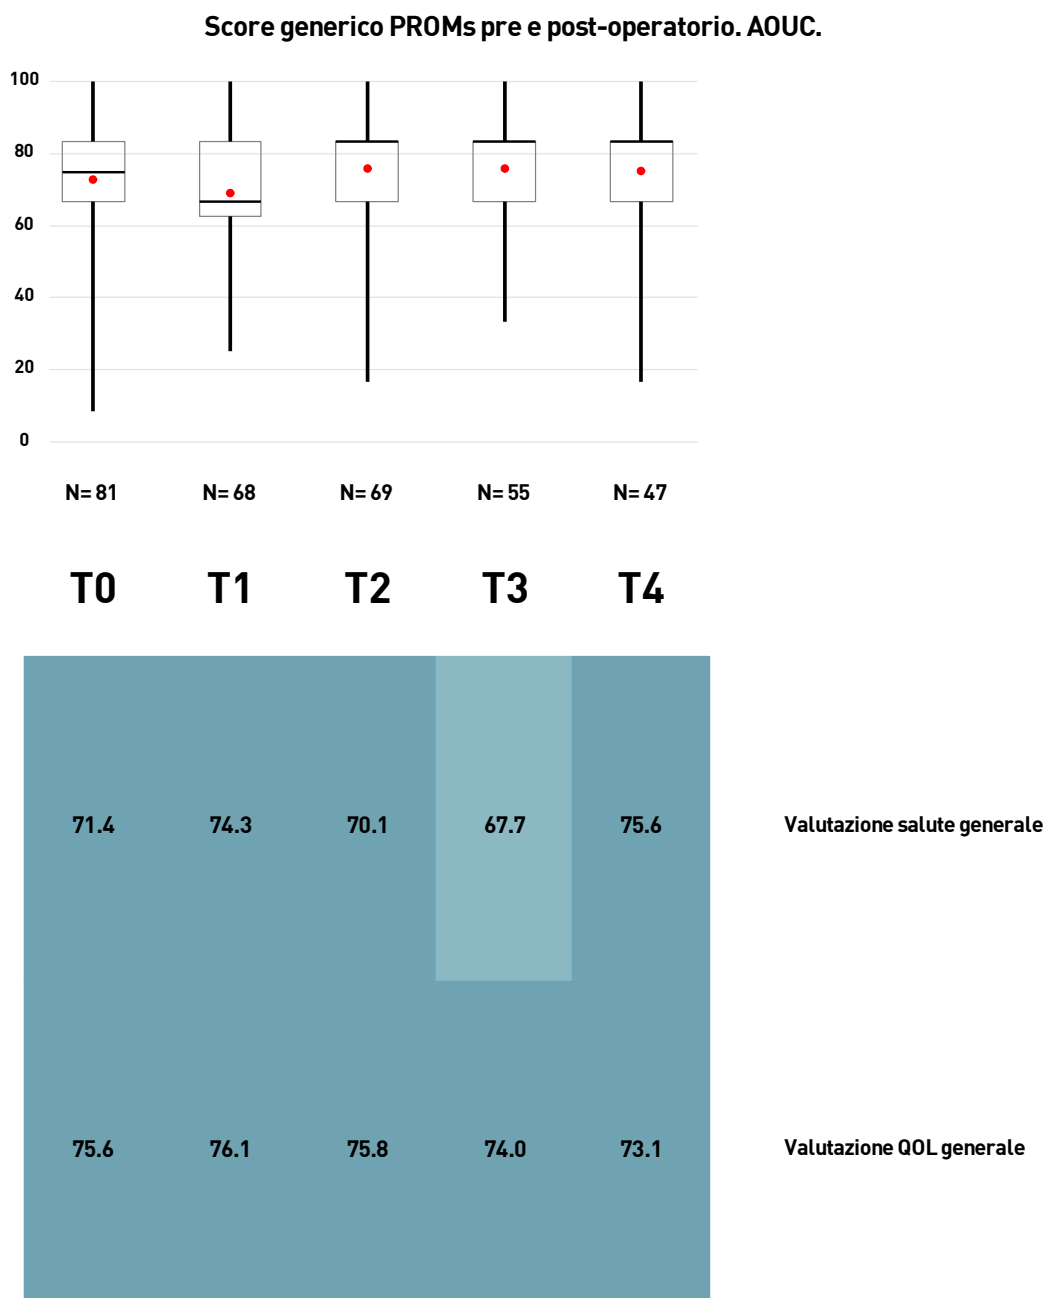 Score generico PROMs pre e post-operatorio. AOUC.
100
80
60
40
20
0
N= 81 N= 68 N= 69 N= 55 N= 47
T0 T1 T2 T3 T4
71.4 74.3 70.1 67.7 75.6 Valutazione salute generale
75.6 76.1 75.8 74.0 73.1 Valutazione QOL generale